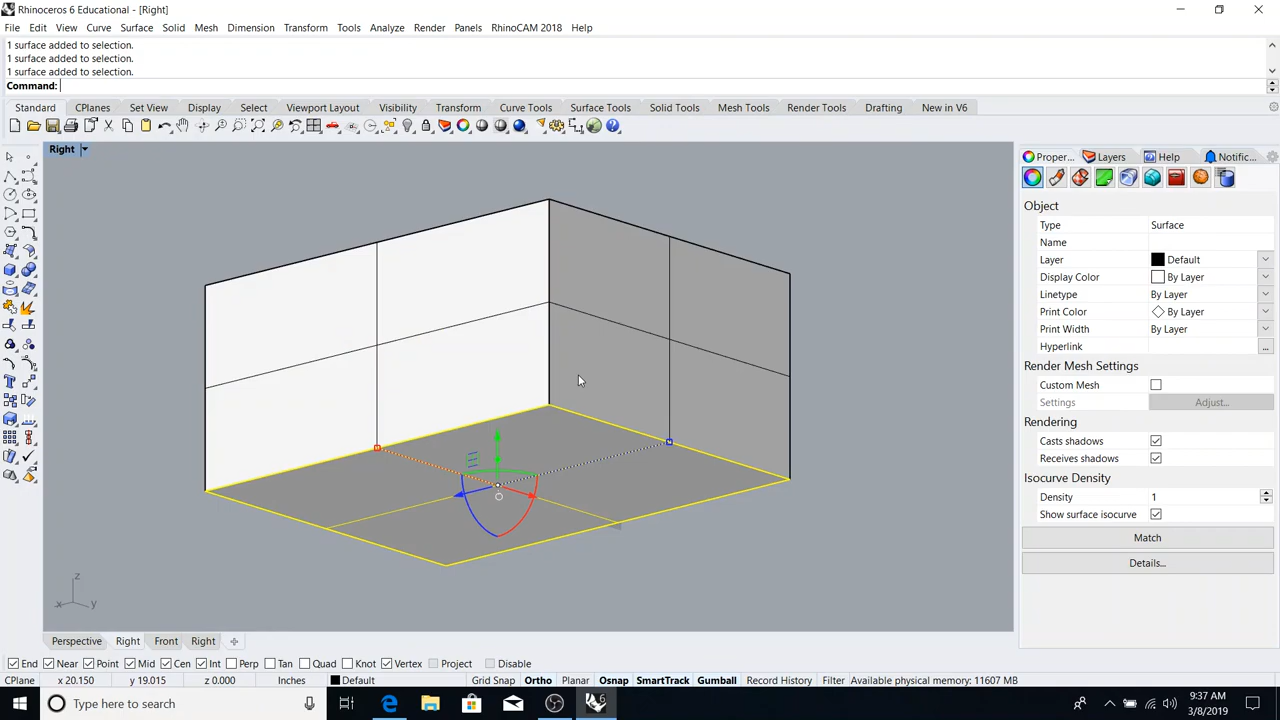 Rhinoceros 6 Educational - [Right]
File Edit View Curve Surface Solid Mesh Dimension Transform Tools Analyze Render Panels RhinoCAM 2018 Help
1 surface added to selection.
1 surface added to selection.
1 surface added to selection.
Command:
Standard CPlanes Set View Display Select Viewport Layout Visibility Transform Curve Tools Surface Tools Solid Tools Mesh Tools Render Tools Drafting New in V6
Right
Proper... Layers Help Notific...
Object
Type Surface
Name
Layer Default
Display Color By Layer
Linetype By Layer
Print Color By Layer
Print Width By Layer
Hyperlink ...
Render Mesh Settings
Custom Mesh
Settings Adjust...
Rendering
Casts shadows
Receives shadows
Isocurve Density
Density 1
Show surface isocurve
Match
Details...
z
x y
Perspective Right Front Right
End Near Point Mid Cen Int Perp Tan Quad Knot Vertex Project Disable
CPlane x 20.150 y 19.015 z 0.000 Inches Default Grid Snap Ortho Planar Osnap SmartTrack Gumball Record History Filter Available physical memory: 11607 MB
Type here to search
9:37 AM
3/8/2019